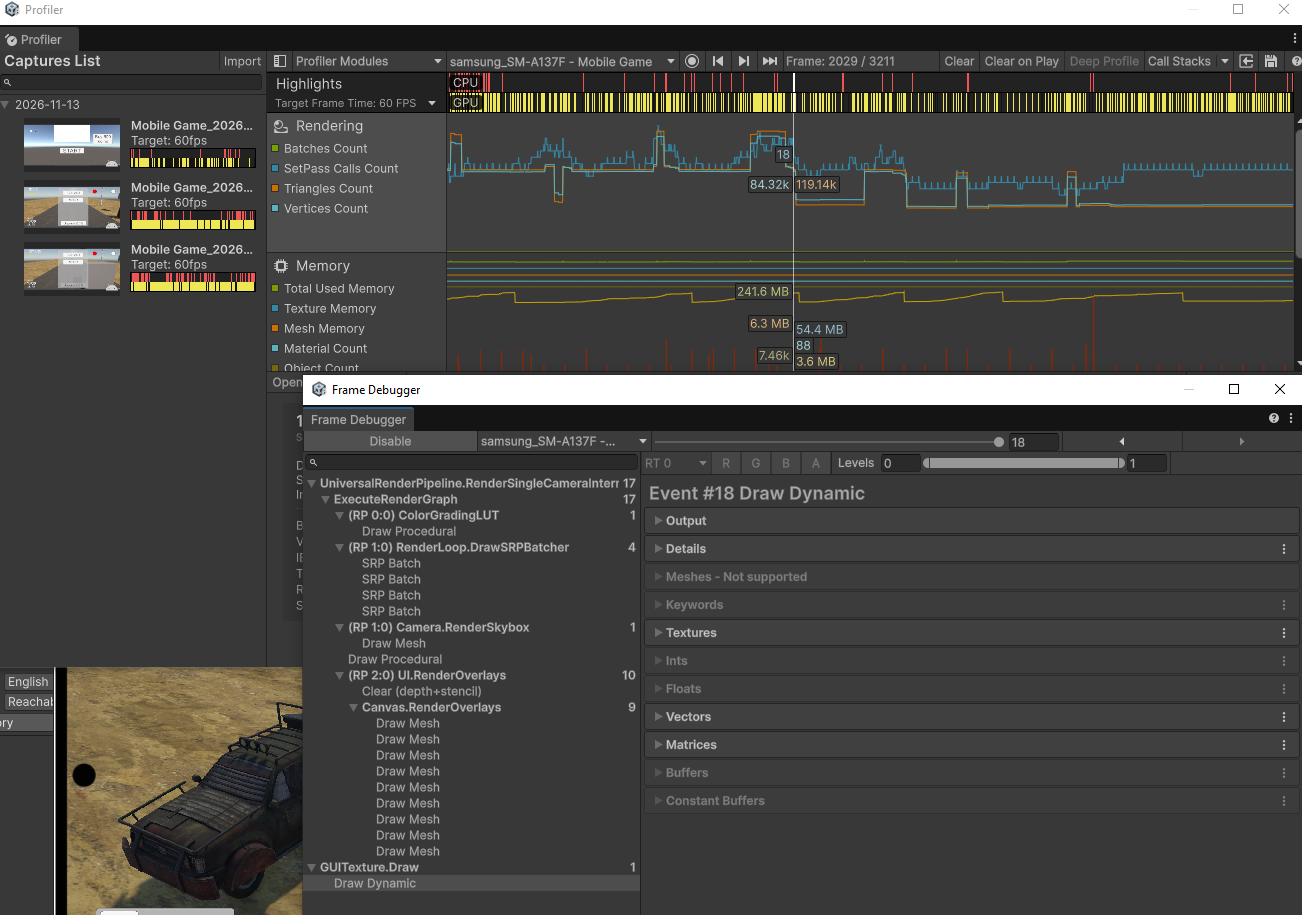 Profiler
Profiler
Captures List
Import
Profiler Modules
samsung_SM-A137F - Mobile Game
Frame: 2029 / 3211
Clear
Clear on Play
Deep Profile
Call Stacks
2026-11-13
Mobile Game_2026...
Target: 60fps
START
Mobile Game_2026...
Target: 60fps
Mobile Game_2026...
Target: 60fps
Highlights
Target Frame Time: 60 FPS
CPU
GPU
Rendering
Batches Count
SetPass Calls Count
Triangles Count
Vertices Count
18
84.32k
119.14k
Memory
Total Used Memory
Texture Memory
Mesh Memory
Material Count
Object Count
241.6 MB
6.3 MB
54.4 MB
88
7.46k
3.6 MB
Open
Frame Debugger
Frame Debugger
Disable
samsung_SM-A137F -...
18
RT 0
R
G
B
A
Levels
0
1
UniversalRenderPipeline.RenderSingleCameraInterr 17
ExecuteRenderGraph 17
(RP 0:0) ColorGradingLUT 1
Draw Procedural
(RP 1:0) RenderLoop.DrawSRPBatcher 4
SRP Batch
SRP Batch
SRP Batch
SRP Batch
(RP 1:0) Camera.RenderSkybox 1
Draw Mesh
Draw Procedural
(RP 2:0) UI.RenderOverlays 10
Clear (depth+stencil)
Canvas.RenderOverlays 9
Draw Mesh
Draw Mesh
Draw Mesh
Draw Mesh
Draw Mesh
Draw Mesh
Draw Mesh
Draw Mesh
Draw Mesh
GUITexture.Draw 1
Draw Dynamic
Event #18 Draw Dynamic
Output
Details
Meshes - Not supported
Keywords
Textures
Ints
Floats
Vectors
Matrices
Buffers
Constant Buffers
English
Reachab
ory